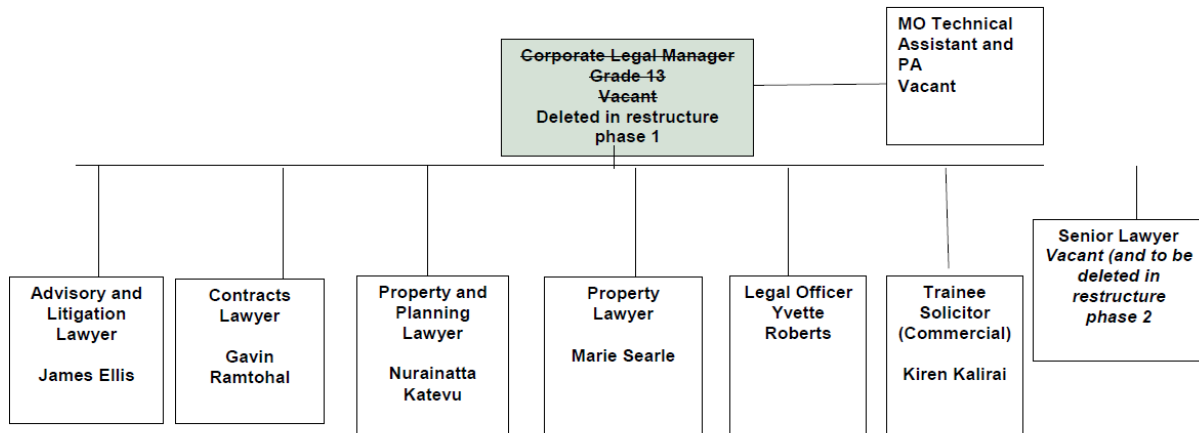 Corporate Legal Manager
Grade 13
Vacant
Deleted in restructure
phase 1
MO Technical
Assistant and
PA
Vacant
Advisory and
Litigation
Lawyer
James Ellis
Contracts
Lawyer
Gavin
Ramtohal
Property and
Planning
Lawyer
Nurainatta
Katevu
Property
Lawyer
Marie Searle
Legal Officer
Yvette
Roberts
Trainee
Solicitor
(Commercial)
Kiren Kalirai
Senior Lawyer
Vacant (and to be
deleted in
restructure
phase 2